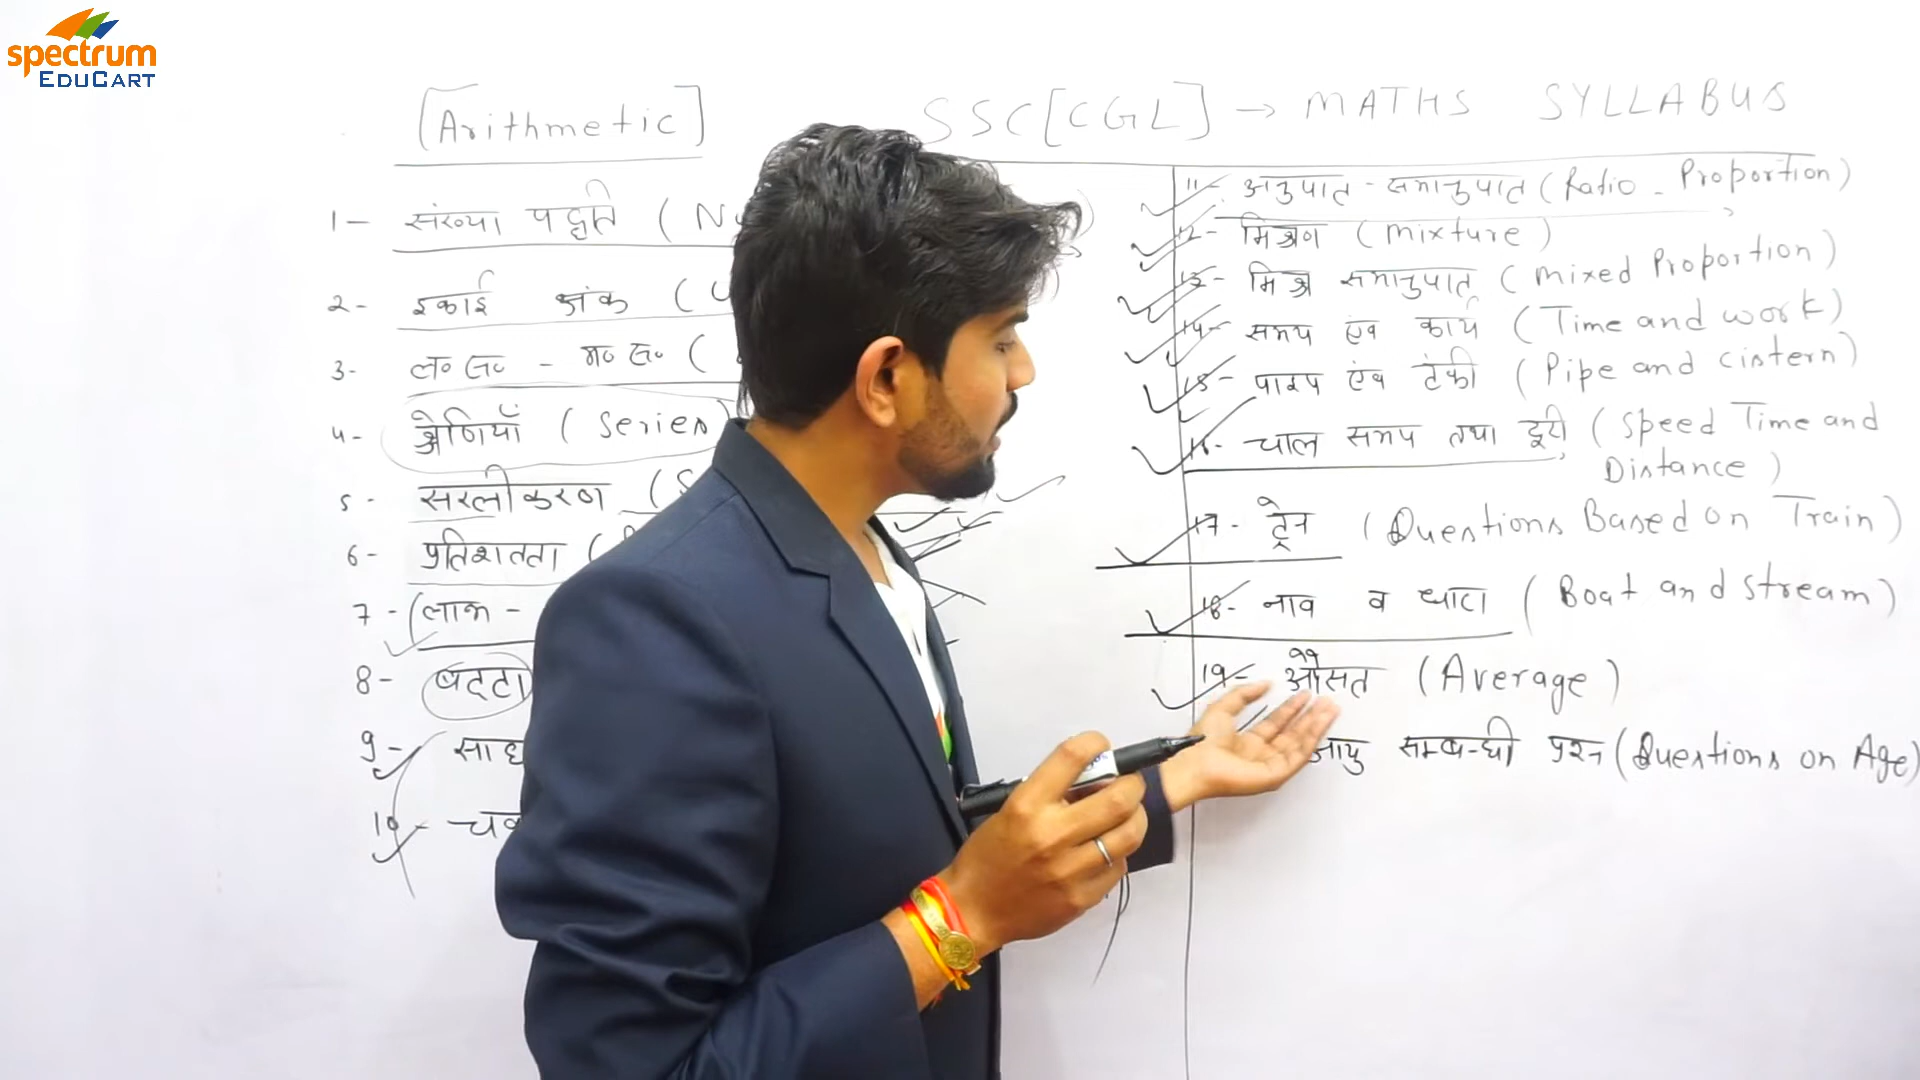 spectrum
EDUCART
[Arithmetic]
SSC[CGL] → MATHS SYLLABUS
1- संख्या पद्धति (
2- इकाई अंक (
3- ल० स० - म० स० (
4- श्रेणियाँ (Series)
5- सरलीकरण (S
6- प्रतिशतता (
7- लाभ -
8- बट्टा
9-
10-
11- अनुपात - समानुपात (Ratio - Proportion)
12- मिश्रण (mixture)
13- मिश्र समानुपात (mixed Proportion)
14- समय एंव कार्य (Time and work)
15- पाइप एंव टंकी (Pipe and cistern)
16- चाल समय तथा दूरी (Speed Time and
Distance)
17- ट्रेन (Questions Based on Train)
18- नाव व धारा (Boat and stream)
19- औसत (Average)
आयु सम्बन्धी प्रश्न (Questions on Age)